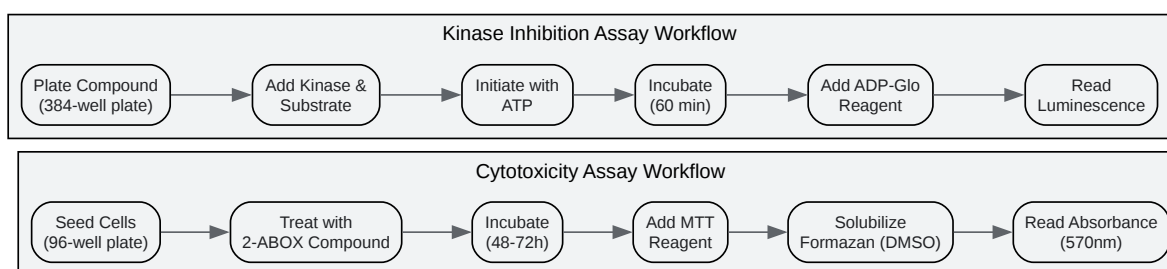 Kinase Inhibition Assay Workflow
Plate Compound
(384-well plate)
Add Kinase &
Substrate
Initiate with
ATP
Incubate
(60 min)
Add ADP-Glo
Reagent
Read
Luminescence
Cytotoxicity Assay Workflow
Seed Cells
(96-well plate)
Treat with
2-ABOX Compound
Incubate
(48-72h)
Add MTT
Reagent
Solubilize
Formazan (DMSO)
Read Absorbance
(570nm)